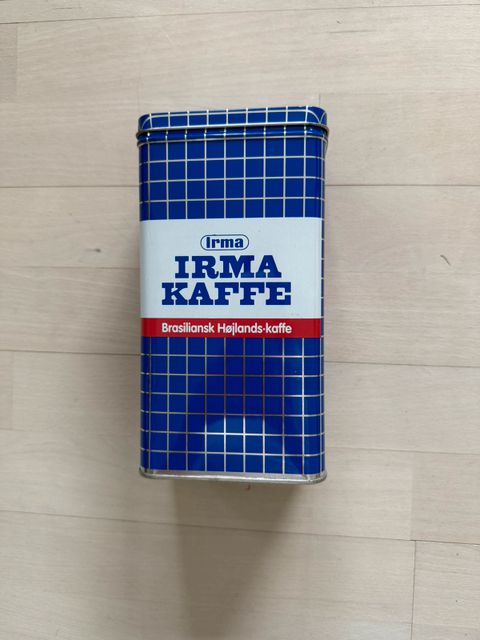 Irma
IRMA
KAFFE
Brasiliansk Højlands-kaffe